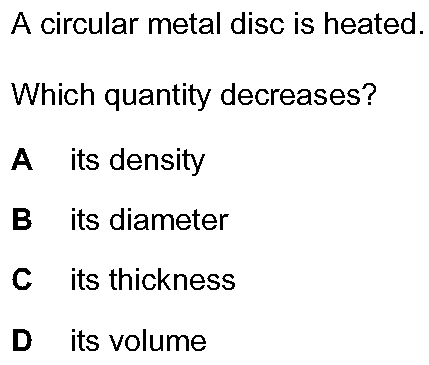 A circular metal disc is heated.
Which quantity decreases?
A its density
B its diameter
C its thickness
D its volume